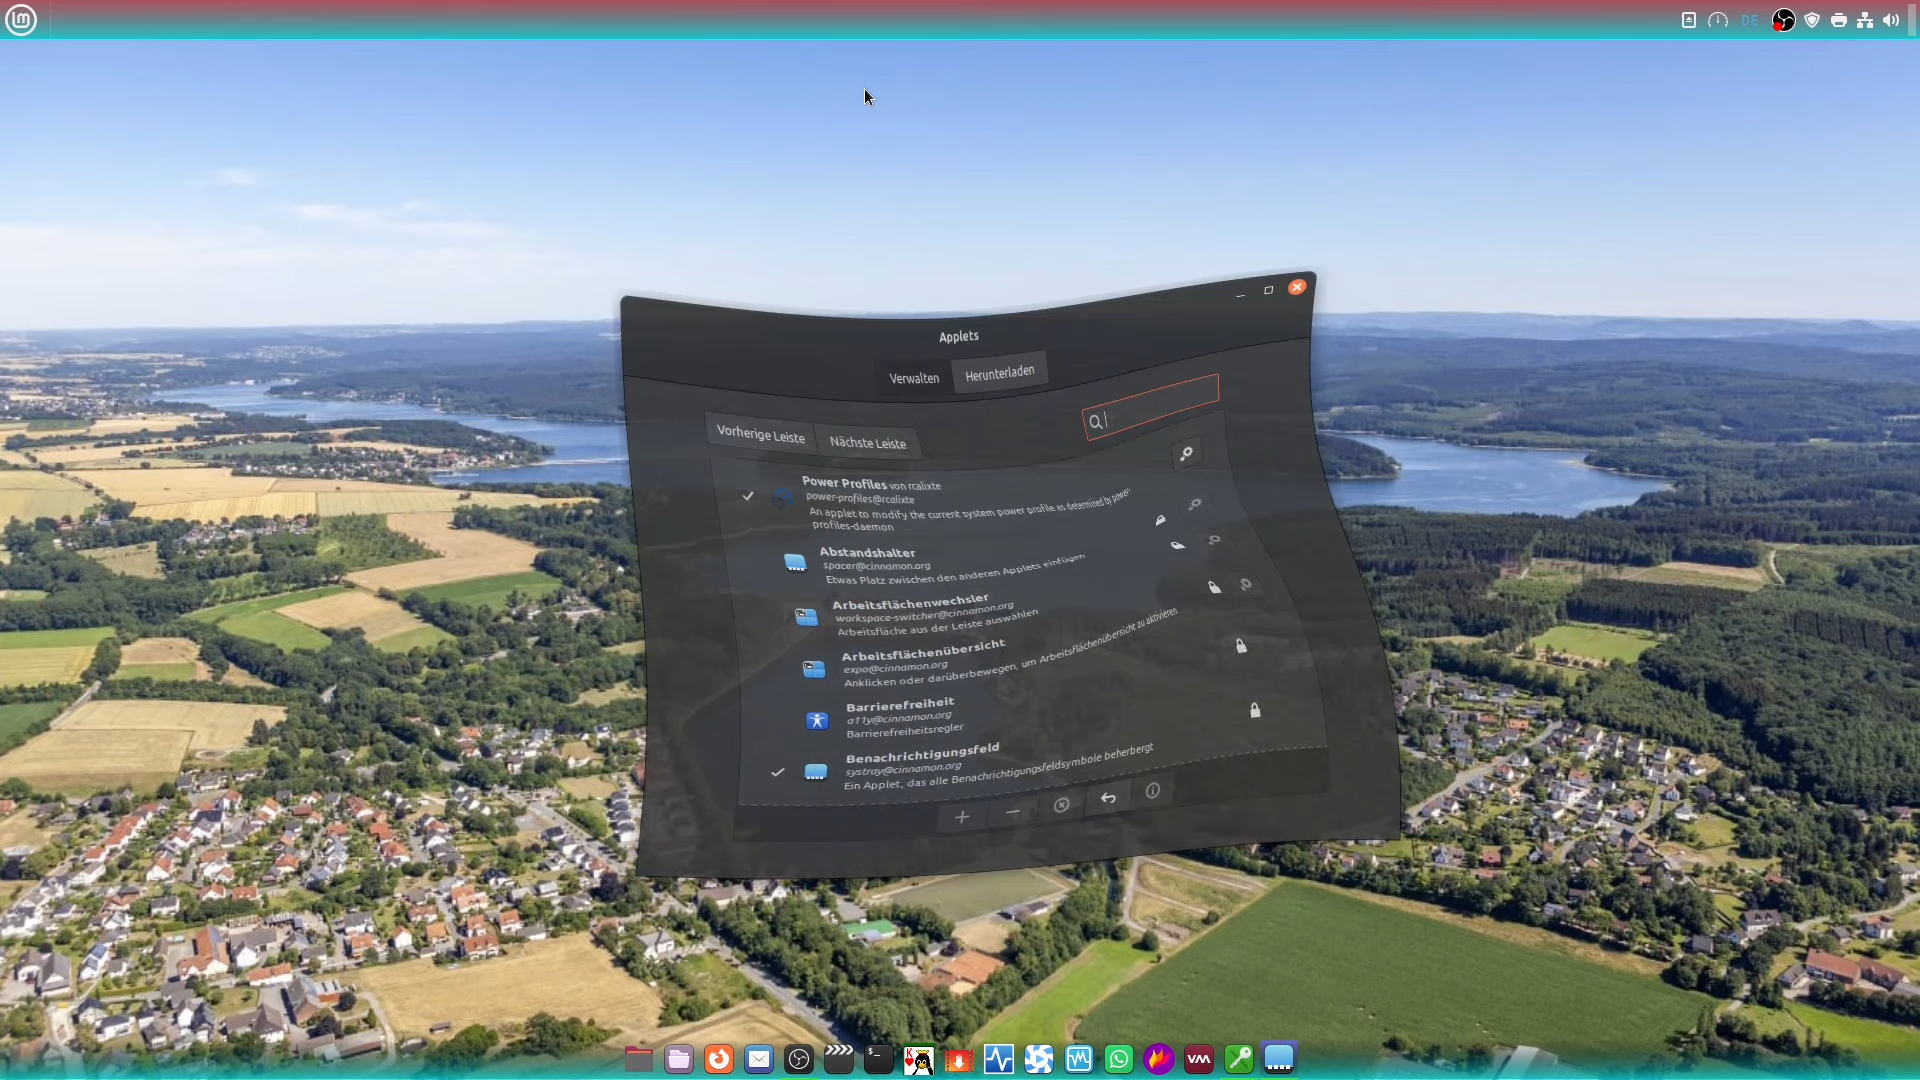 DE
Applets
Verwalten
Herunterladen
Vorherige Leiste
Nächste Leiste
Power Profiles von rcalixte
power-profiles@rcalixte
An applet to modify the current system power profile as determined by power-
profiles-daemon
Abstandshalter
spacer@cinnamon.org
Etwas Platz zwischen den anderen Applets einfügen
Arbeitsflächenwechsler
workspace-switcher@cinnamon.org
Arbeitsfläche aus der Leiste auswählen
Arbeitsflächenübersicht
expo@cinnamon.org
Anklicken oder darüberbewegen, um Arbeitsflächenübersicht zu aktivieren
Barrierefreiheit
a11y@cinnamon.org
Barrierefreiheitsregler
Benachrichtigungsfeld
systray@cinnamon.org
Ein Applet, das alle Benachrichtigungsfeldsymbole beherbergt